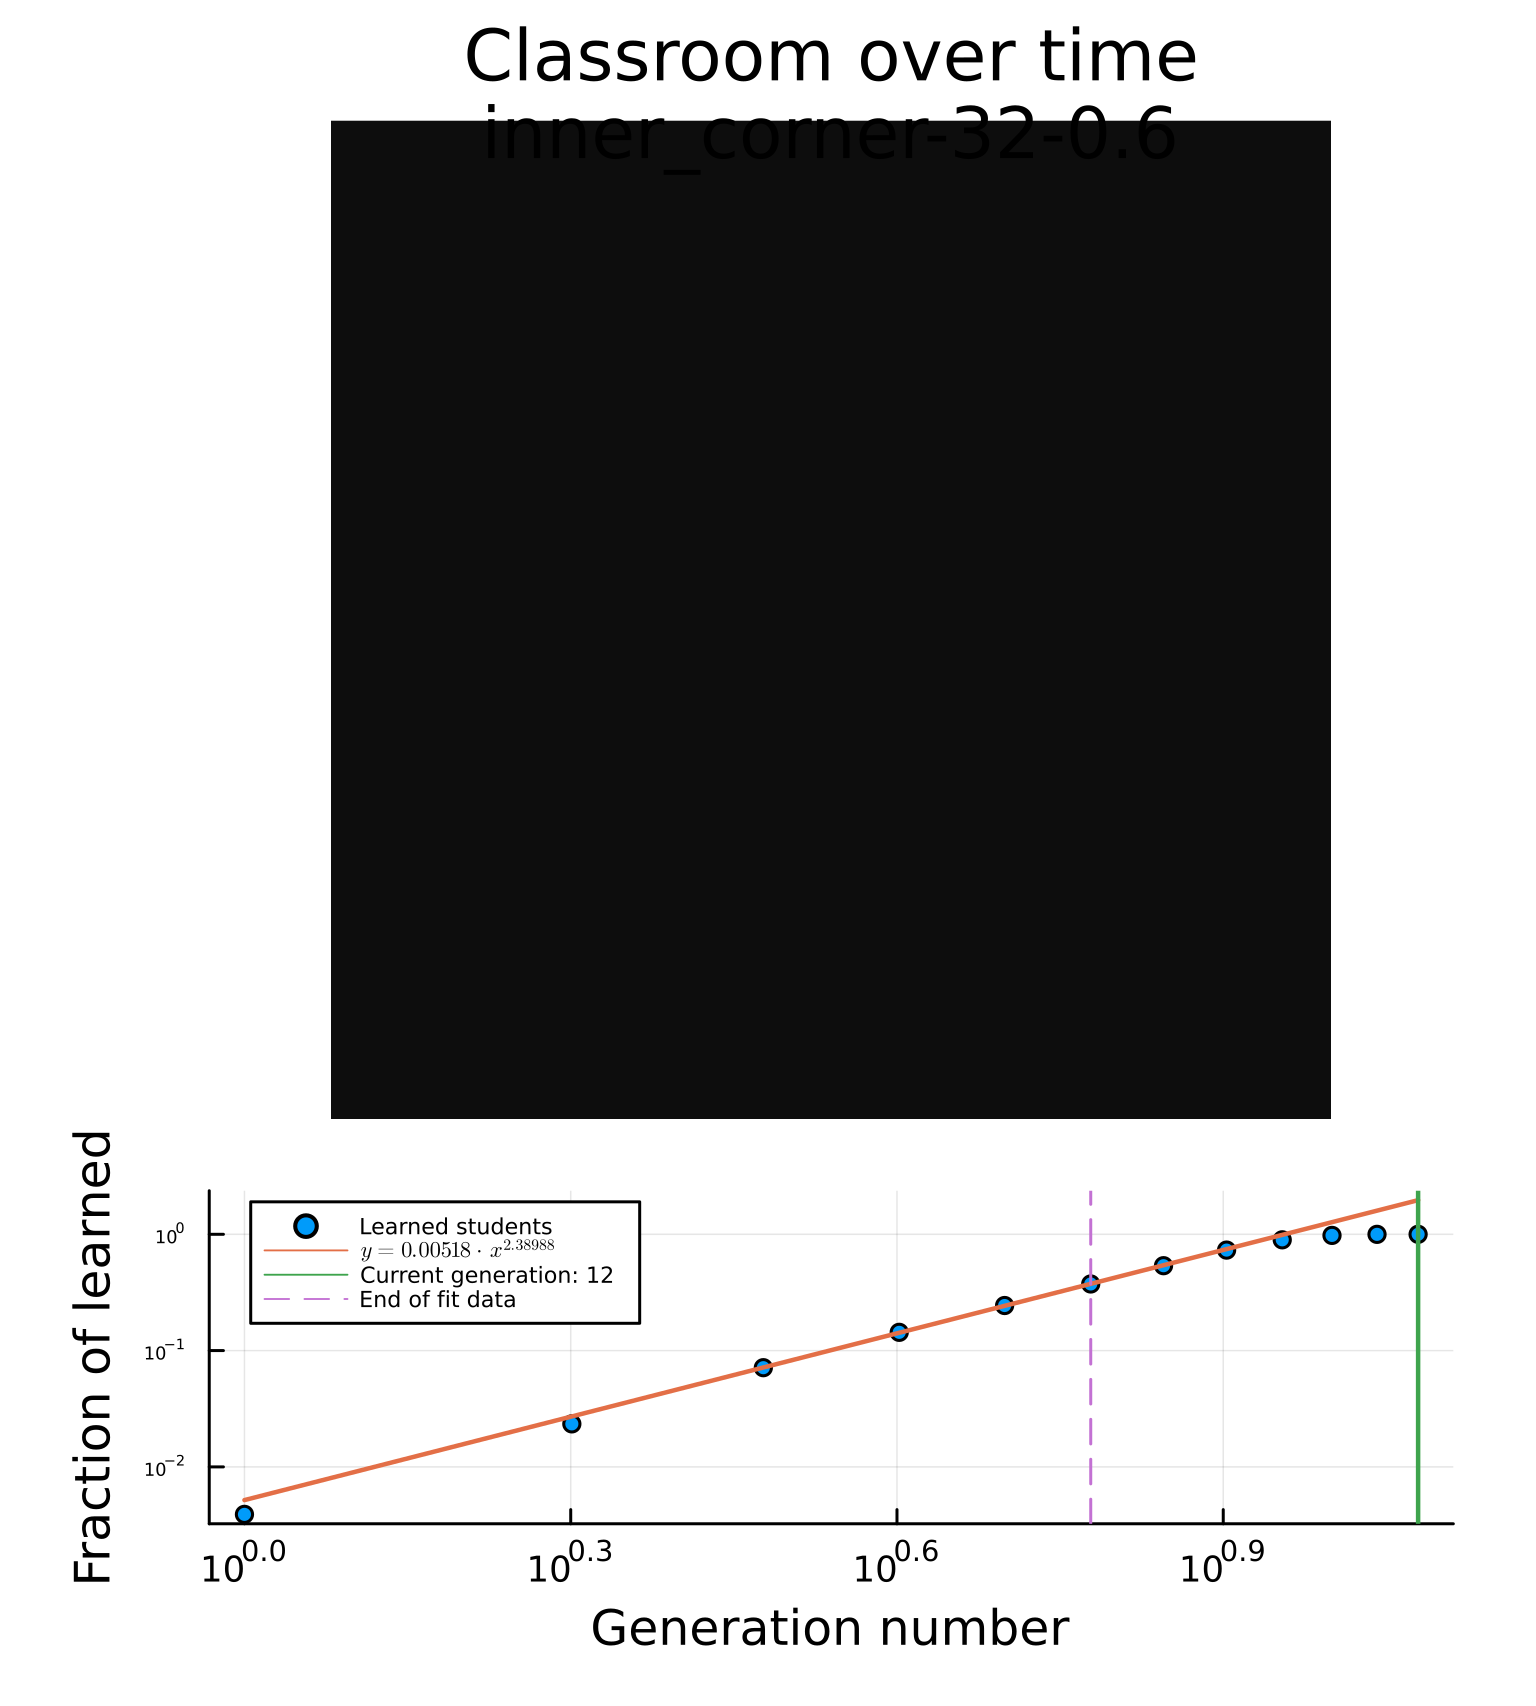 Classroom over time
inner_corner-32-0.6
Fraction of learned
10^0
10^−1
10^−2
Learned students
y = 0.00518 · x^2.38988
Current generation: 12
End of fit data
10^0.0 10^0.3 10^0.6 10^0.9
Generation number